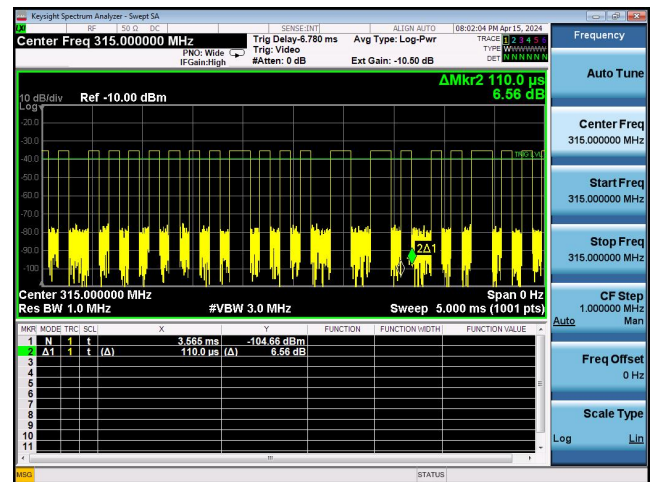 Keysight Spectrum Analyzer - Swept SA
LXI RF 50 Ω DC SENSE:INT ALIGN AUTO 08:02:04 PM Apr 15, 2024
Center Freq 315.000000 MHz
PNO: Wide
IFGain:High
Trig Delay-6.780 ms
Trig: Video
#Atten: 0 dB
Avg Type: Log-Pwr
Ext Gain: -10.50 dB
TRACE 1 2 3 4 5 6
TYPE WWWWWW
DET N N N N N N
ΔMkr2 110.0 µs
6.56 dB
10 dB/div Ref -10.00 dBm
Log
-20.0
-30.0
-40.0
TRIG LVL
-50.0
-60.0
-70.0
-80.0
-90.0
2Δ1
-100
Center 315.000000 MHz Span 0 Hz
Res BW 1.0 MHz #VBW 3.0 MHz Sweep 5.000 ms (1001 pts)
MKR MODE TRC SCL X Y FUNCTION FUNCTION WIDTH FUNCTION VALUE
1 N 1 t 3.565 ms -104.66 dBm
2 Δ1 1 t (Δ) 110.0 µs (Δ) 6.56 dB
3
4
5
6
7
8
9
10
11
MSG STATUS
Frequency
Auto Tune
Center Freq
315.000000 MHz
Start Freq
315.000000 MHz
Stop Freq
315.000000 MHz
CF Step
1.000000 MHz
Auto Man
Freq Offset
0 Hz
Scale Type
Log Lin